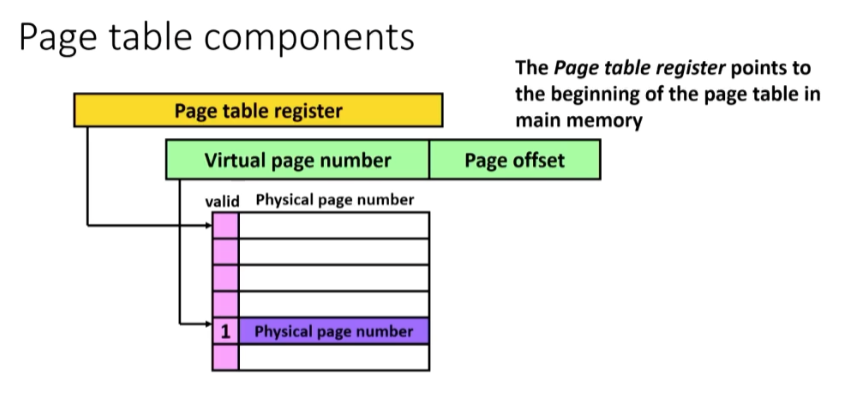 Page table components
The Page table register points to
the beginning of the page table in
main memory
Page table register
Virtual page number
Page offset
valid
Physical page number
1
Physical page number